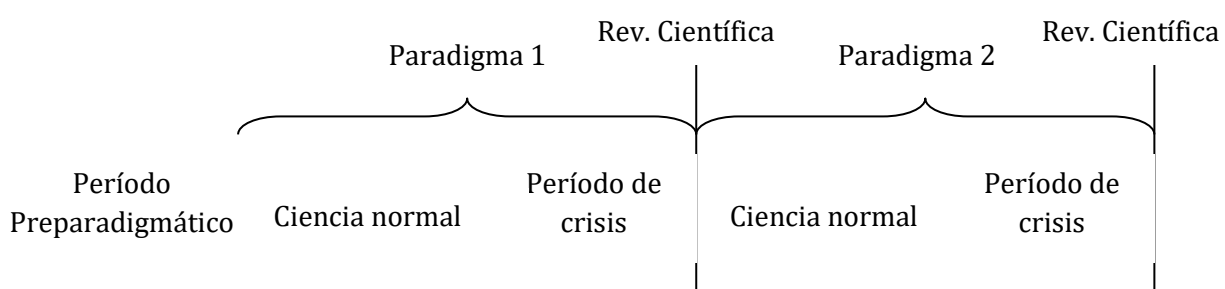 Rev. Científica
Rev. Científica
Paradigma 1
Paradigma 2
Período
Preparadigmático
Ciencia normal
Período de
crisis
Ciencia normal
Período de
crisis